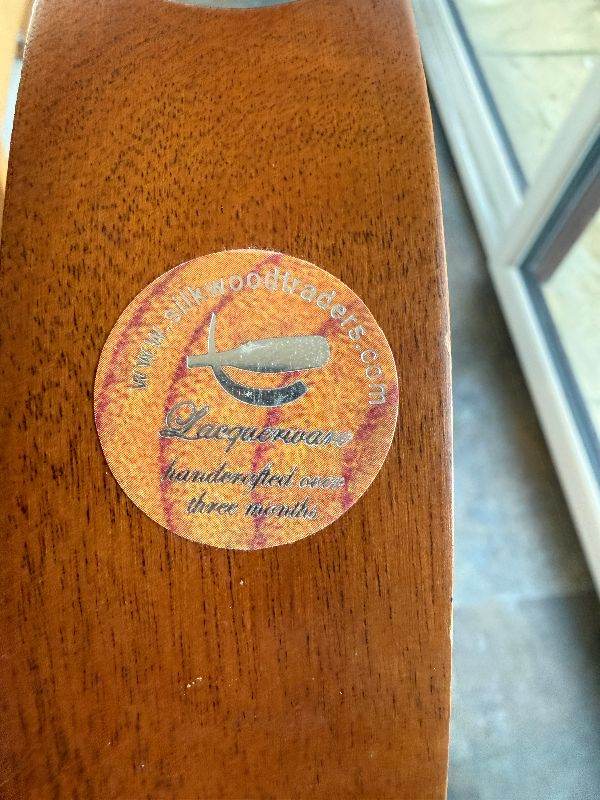 www.silkwoodtraders.com
Lacquerware
handcrafted over
three months